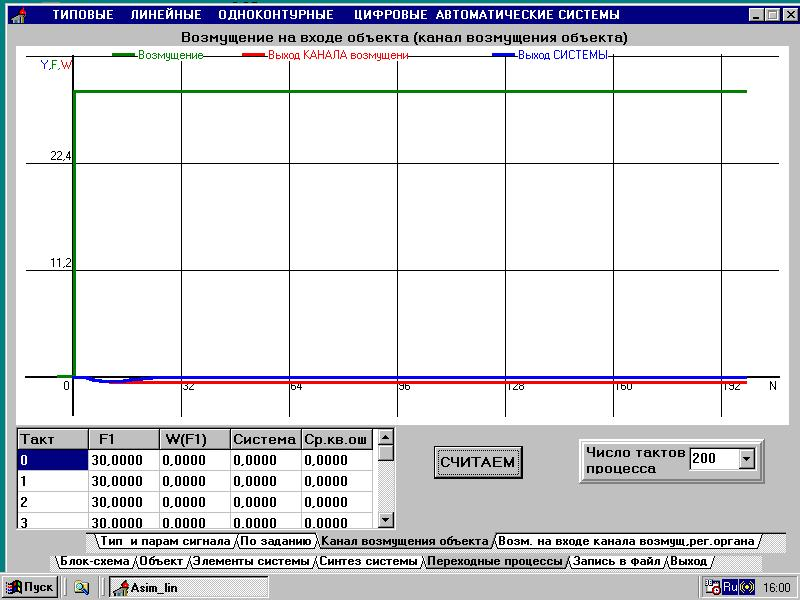 ТИПОВЫЕ ЛИНЕЙНЫЕ ОДНОКОНТУРНЫЕ ЦИФРОВЫЕ АВТОМАТИЧЕСКИЕ СИСТЕМЫ
Возмущение на входе объекта (канал возмущения объекта)
Возмущение Выход КАНАЛА возмущени Выход СИСТЕМЫ
Y,F,W
22,4
11,2
0 32 64 96 128 160 192 N
Такт F1 W(F1) Система Ср.кв.ош
0 30,0000 0,0000 0,0000 0,0000
1 30,0000 0,0000 0,0000 0,0000
2 30,0000 0,0000 0,0000 0,0000
3 30,0000 0,0000 0,0000 0,0000
СЧИТАЕМ
Число тактов
процесса
200
Тип и парам сигнала По заданию Канал возмущения объекта Возм. на входе канала возмущ,рег.органа
Блок-схема Объект Элементы системы Синтез системы Переходные процессы Запись в файл Выход
Пуск Asim_lin Ru 16:00